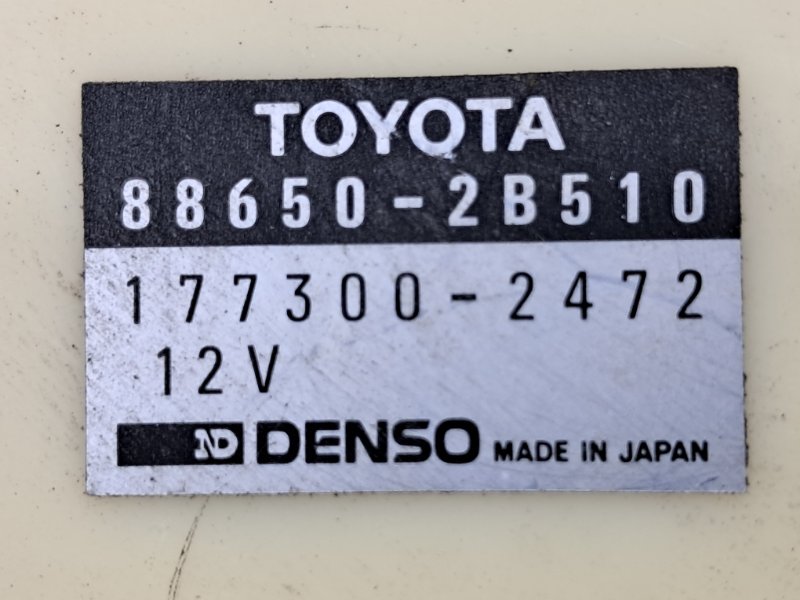 TOYOTA
88650-2B510
177300-2472
12V
ND DENSO MADE IN JAPAN